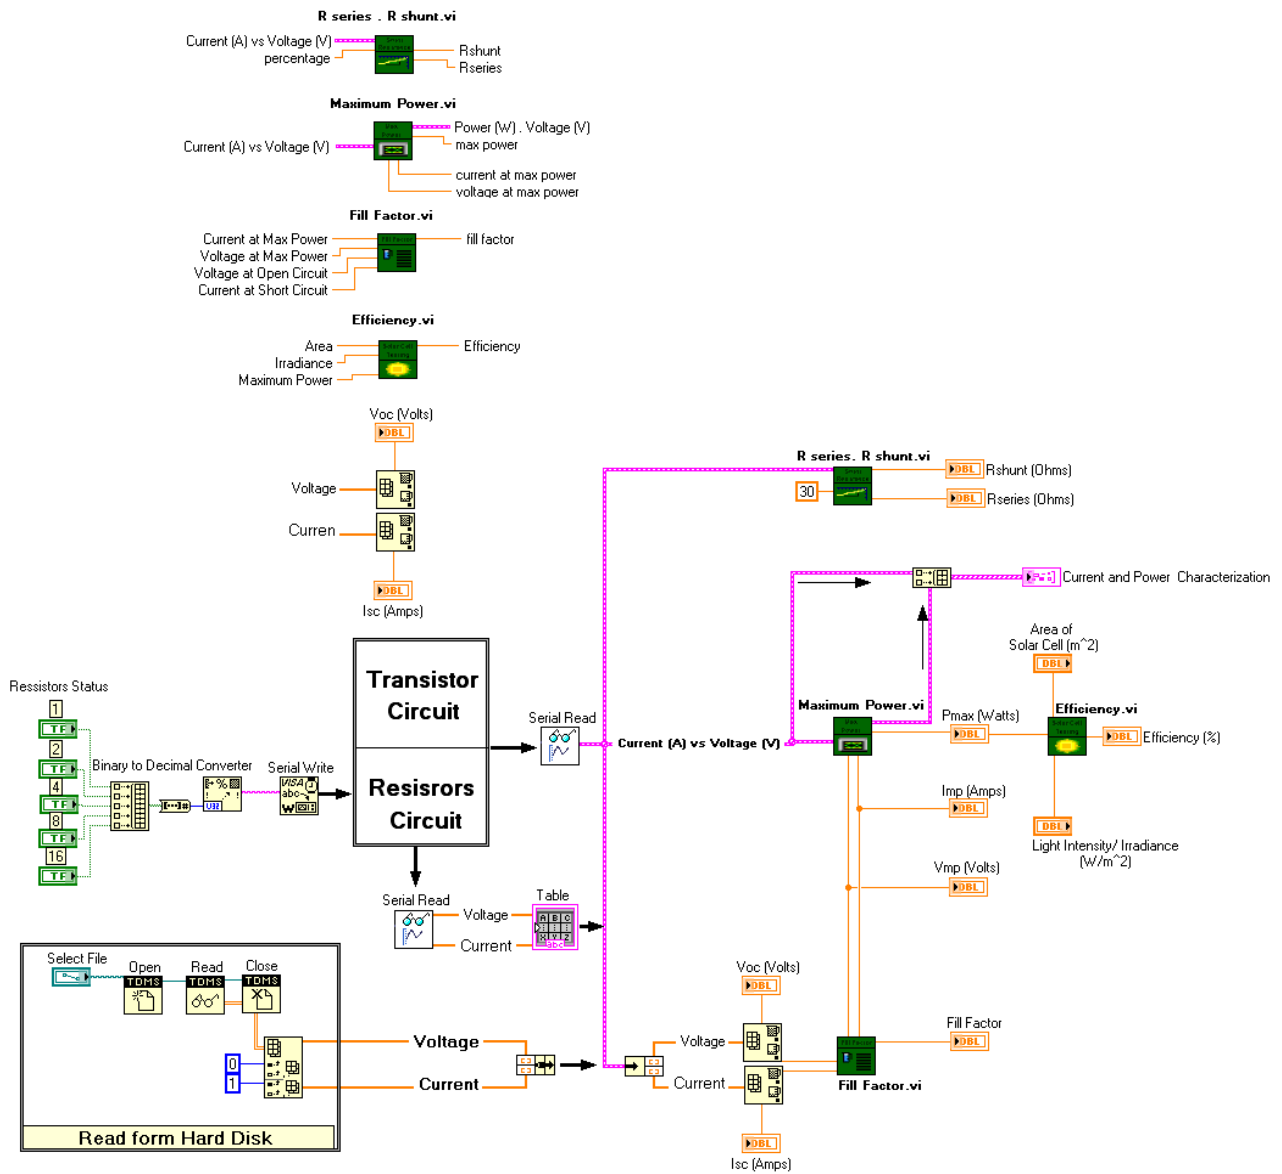 R series . R shunt.vi
Current (A) vs Voltage (V)
percentage
Rshunt
Rseries
Maximum Power.vi
Current (A) vs Voltage (V)
Power (W) . Voltage (V)
max power
current at max power
voltage at max power
Fill Factor.vi
Current at Max Power
Voltage at Max Power
Voltage at Open Circuit
Current at Short Circuit
fill factor
Efficiency.vi
Area
Irradiance
Maximum Power
Efficiency
Voc (Volts)
DBL
Voltage
Curren
DBL
Isc (Amps)
R series. R shunt.vi
30
DBL
Rshunt (Ohms)
DBL
Rseries (Ohms)
Current and Power Characterization
Area of
Solar Cell (m^2)
DBL
Maximum Power.vi
Pmax (Watts)
DBL
Efficiency.vi
DBL
Efficiency (%)
Imp (Amps)
DBL
DBL
Light Intensity/ Irradiance
(W/m^2)
Vmp (Volts)
DBL
Ressistors Status
1
TF
2
TF
4
TF
8
TF
16
TF
Binary to Decimal Converter
U32
Serial Write
VISA
abc
W
Transistor
Circuit
Resisrors
Circuit
Serial Read
Current (A) vs Voltage (V)
Serial Read
Voltage
Current
Table
A B C
X Y Z
abc
Select File
Open
TDMS
Read
TDMS
Close
TDMS
0
1
Voltage
Current
Read form Hard Disk
Voc (Volts)
DBL
Voltage
Current
DBL
Isc (Amps)
Fill Factor
DBL
Fill Factor.vi